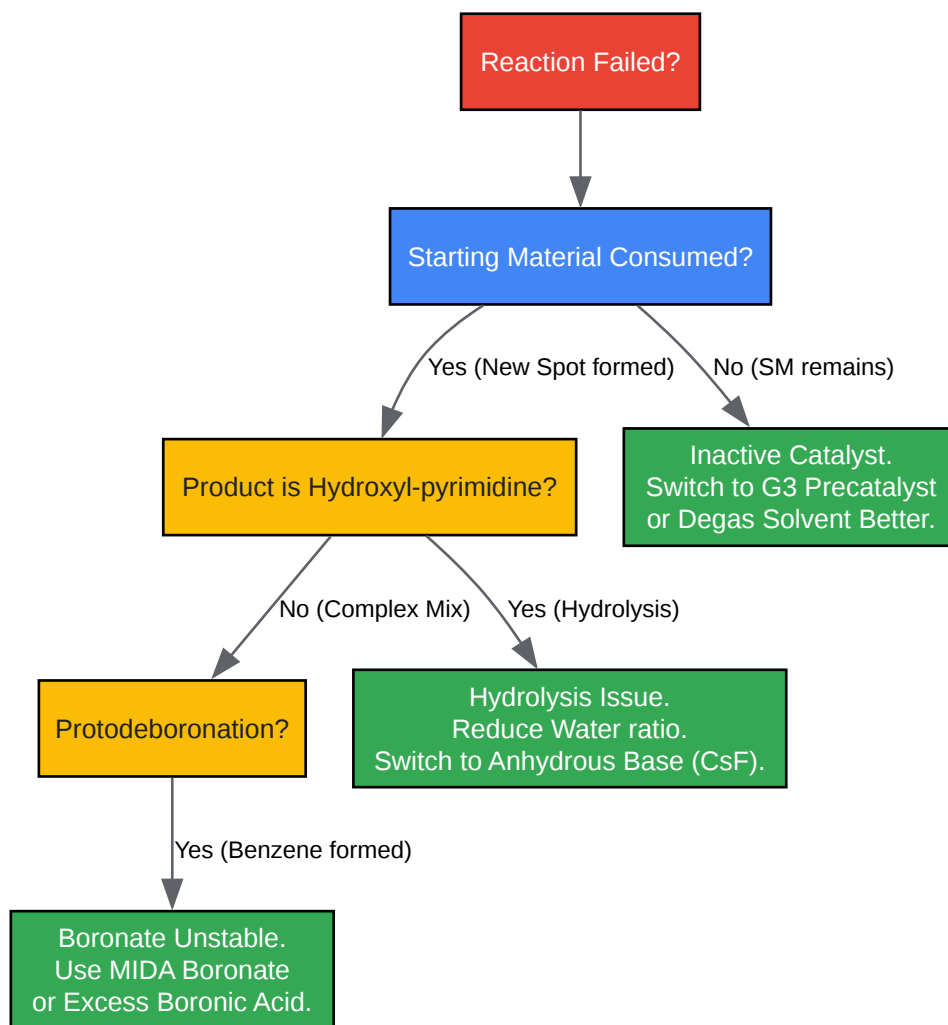 Reaction Failed?
Starting Material Consumed?
Yes (New Spot formed)
No (SM remains)
Product is Hydroxyl-pyrimidine?
Inactive Catalyst.
Switch to G3 Precatalyst
or Degas Solvent Better.
No (Complex Mix)
Yes (Hydrolysis)
Protodeboronation?
Hydrolysis Issue.
Reduce Water ratio.
Switch to Anhydrous Base (CsF).
Yes (Benzene formed)
Boronate Unstable.
Use MIDA Boronate
or Excess Boronic Acid.